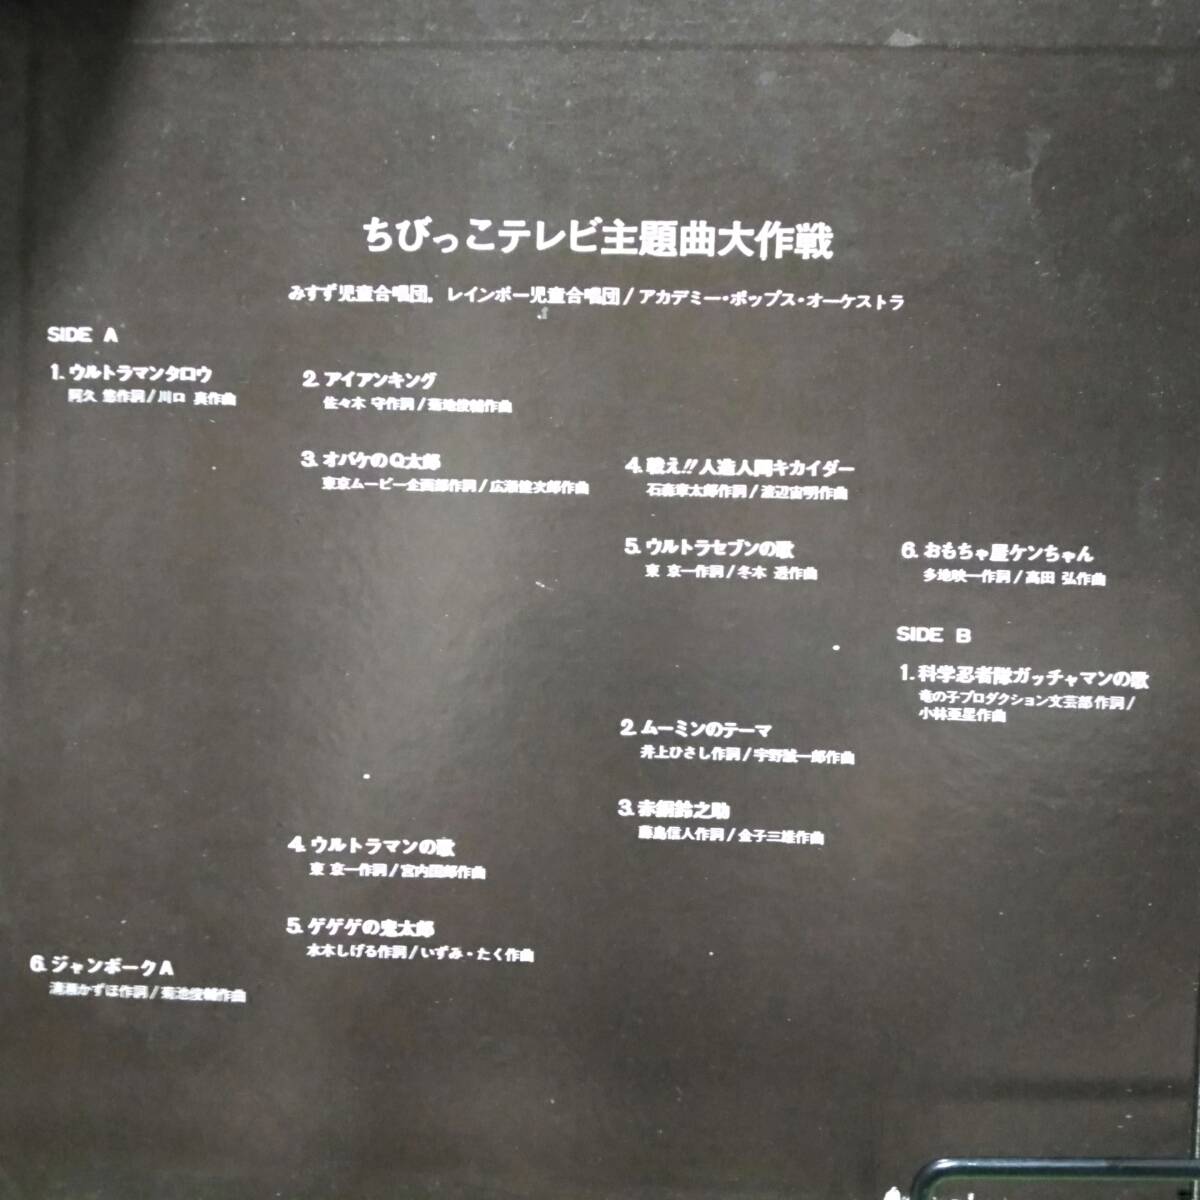 ちびっこテレビ主題曲大作戦
みすず児童合唱団，レインボー児童合唱団/アカデミー・ポップス・オーケストラ
SIDE A
1. ウルトラマンタロウ
阿久 悠作詞/川口 真作曲
2. アイアンキング
佐々木 守作詞/菊池俊輔作曲
3. オバケのQ太郎
東京ムービー企画部作詞/広瀬健次郎作曲
4. 戦え!! 人造人間キカイダー
石森章太郎作詞/渡辺宙明作曲
5. ウルトラセブンの歌
東 京一作詞/冬木 透作曲
6. おもちゃ屋ケンちゃん
多地映一作詞/高田 弘作曲
SIDE B
1. 科学忍者隊ガッチャマンの歌
竜の子プロダクション文芸部作詞/
小林亜星作曲
2. ムーミンのテーマ
井上ひさし作詞/宇野誠一郎作曲
3. 赤銅鈴之助
藤島信人作詞/金子三雄作曲
4. ウルトラマンの歌
東 京一作詞/宮内国郎作曲
5. ゲゲゲの鬼太郎
水木しげる作詞/いずみ・たく作曲
6. ジャンボーグA
清瀬かずほ作詞/菊池俊輔作曲